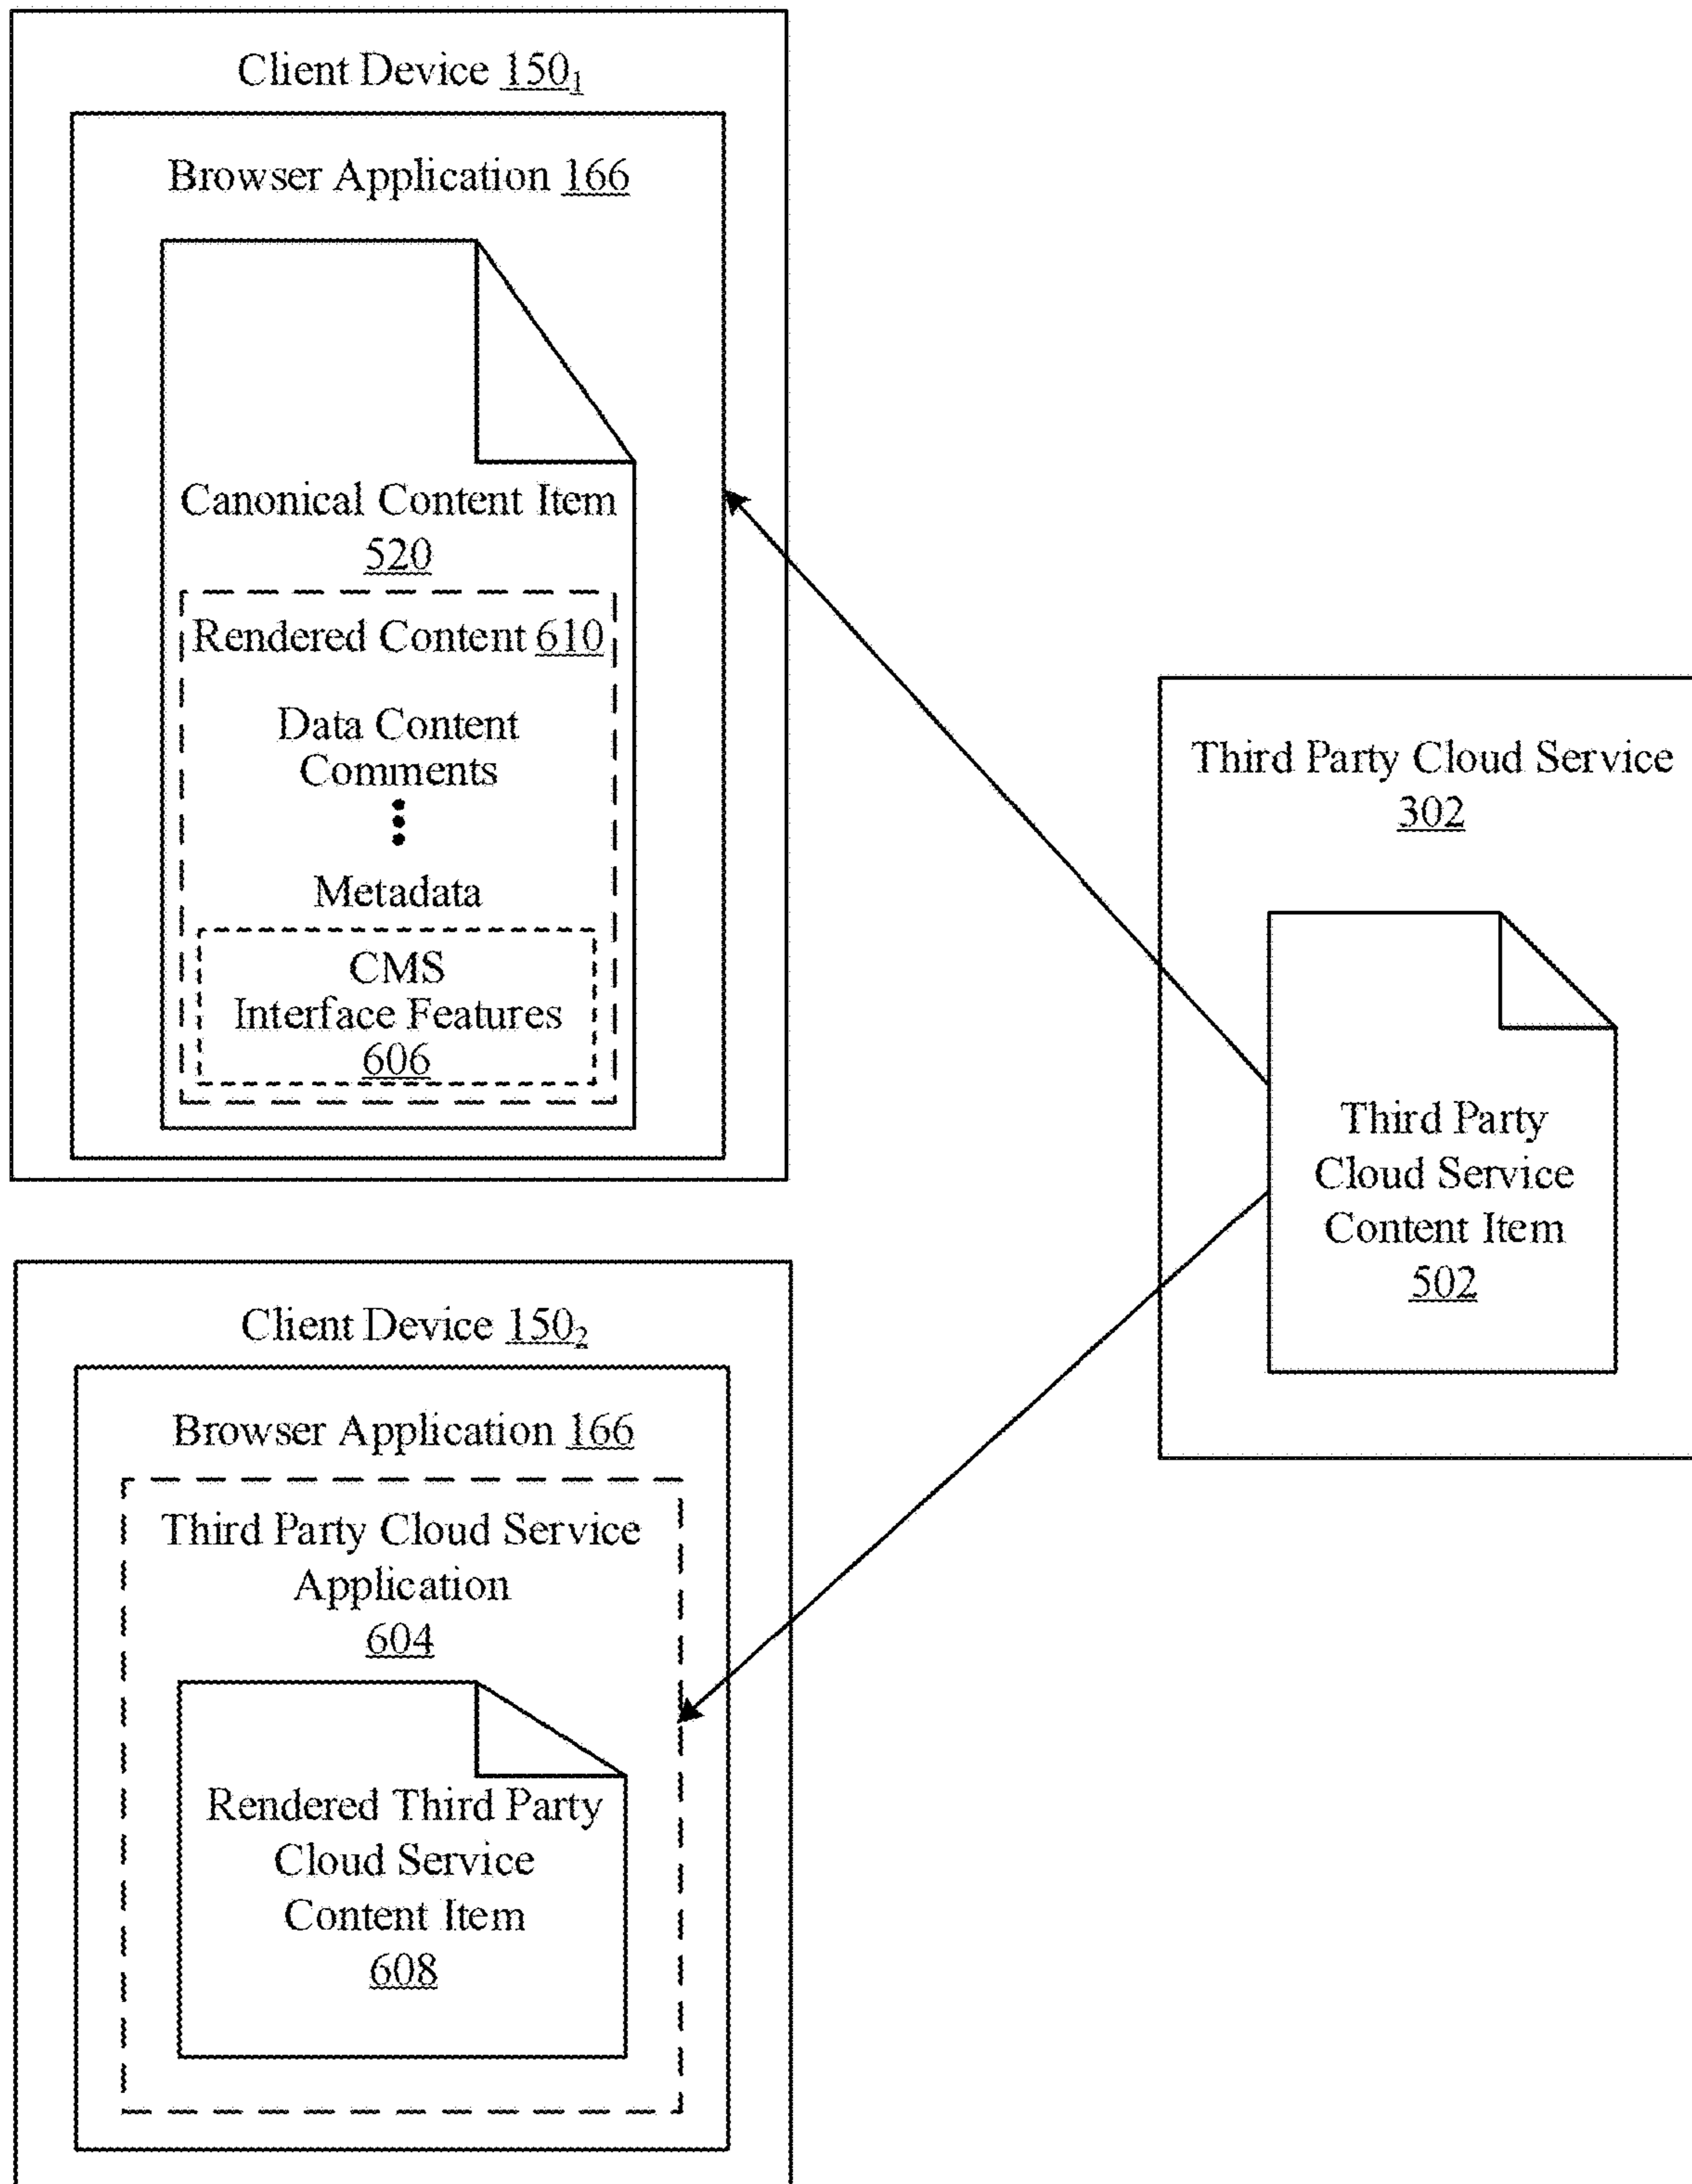 Client Device 150₁
Browser Application 166
Canonical Content Item
520
Rendered Content 610
Data Content
Comments
Metadata
CMS
Interface Features
606
Third Party Cloud Service
302
Third Party
Cloud Service
Content Item
502
Client Device 150₂
Browser Application 166
Third Party Cloud Service
Application
604
Rendered Third Party
Cloud Service
Content Item
608